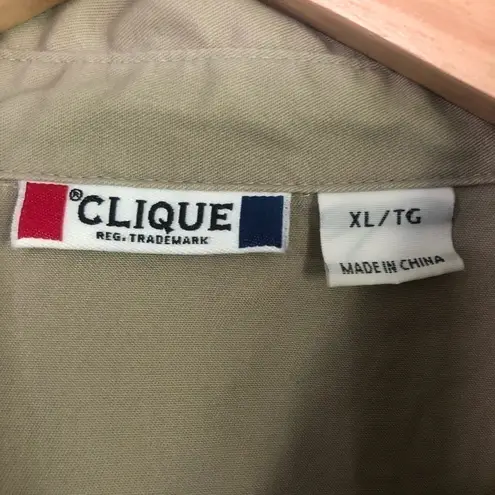 ®CLIQUE
REG. TRADEMARK
XL/TG
MADE IN CHINA